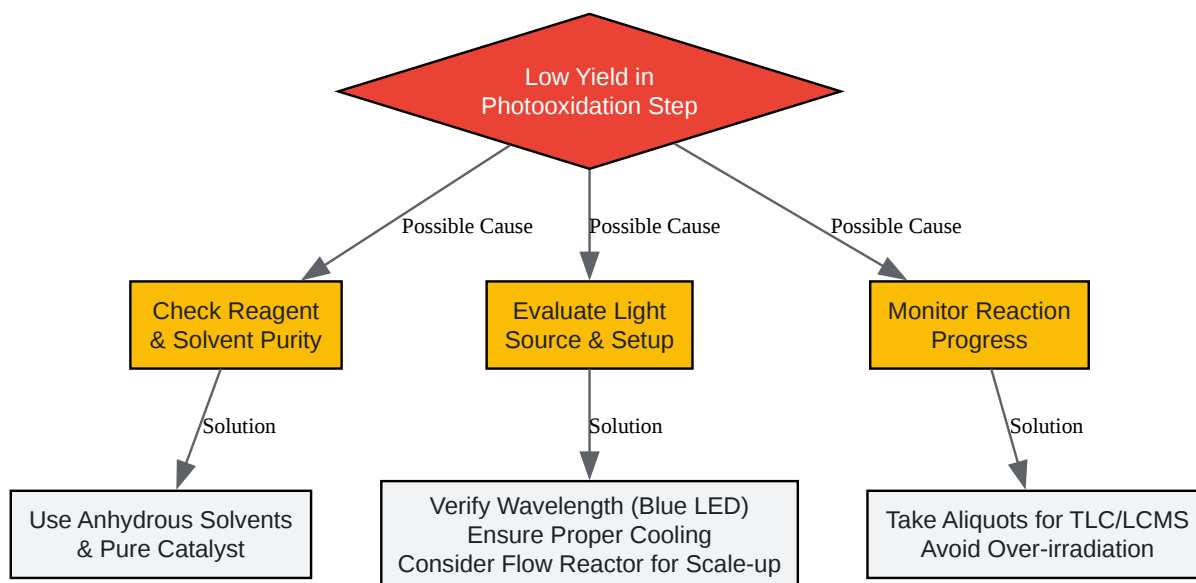 Low Yield in
Photooxidation Step
Possible Cause
Possible Cause
Possible Cause
Check Reagent
& Solvent Purity
Evaluate Light
Source & Setup
Monitor Reaction
Progress
Solution
Solution
Solution
Use Anhydrous Solvents
& Pure Catalyst
Verify Wavelength (Blue LED)
Ensure Proper Cooling
Consider Flow Reactor for Scale-up
Take Aliquots for TLC/LCMS
Avoid Over-irradiation